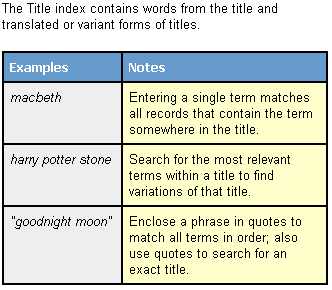 The Title index contains words from the title and
translated or variant forms of titles.
Examples Notes
macbeth Entering a single term matches
all records that contain the term
somewhere in the title.
harry potter stone Search for the most relevant
terms within a title to find
variations of that title.
"goodnight moon" Enclose a phrase in quotes to
match all terms in order; also
use quotes to search for an
exact title.